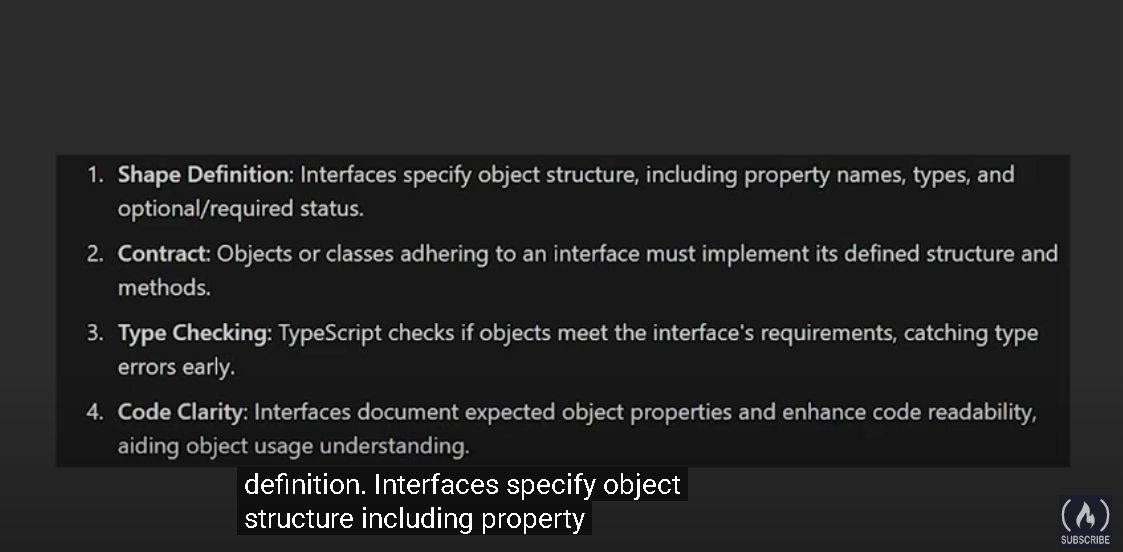 1. Shape Definition: Interfaces specify object structure, including property names, types, and
optional/required status.
2. Contract: Objects or classes adhering to an interface must implement its defined structure and
methods.
3. Type Checking: TypeScript checks if objects meet the interface's requirements, catching type
errors early.
4. Code Clarity: Interfaces document expected object properties and enhance code readability,
aiding object usage understanding.
definition. Interfaces specify object
structure including property
SUBSCRIBE